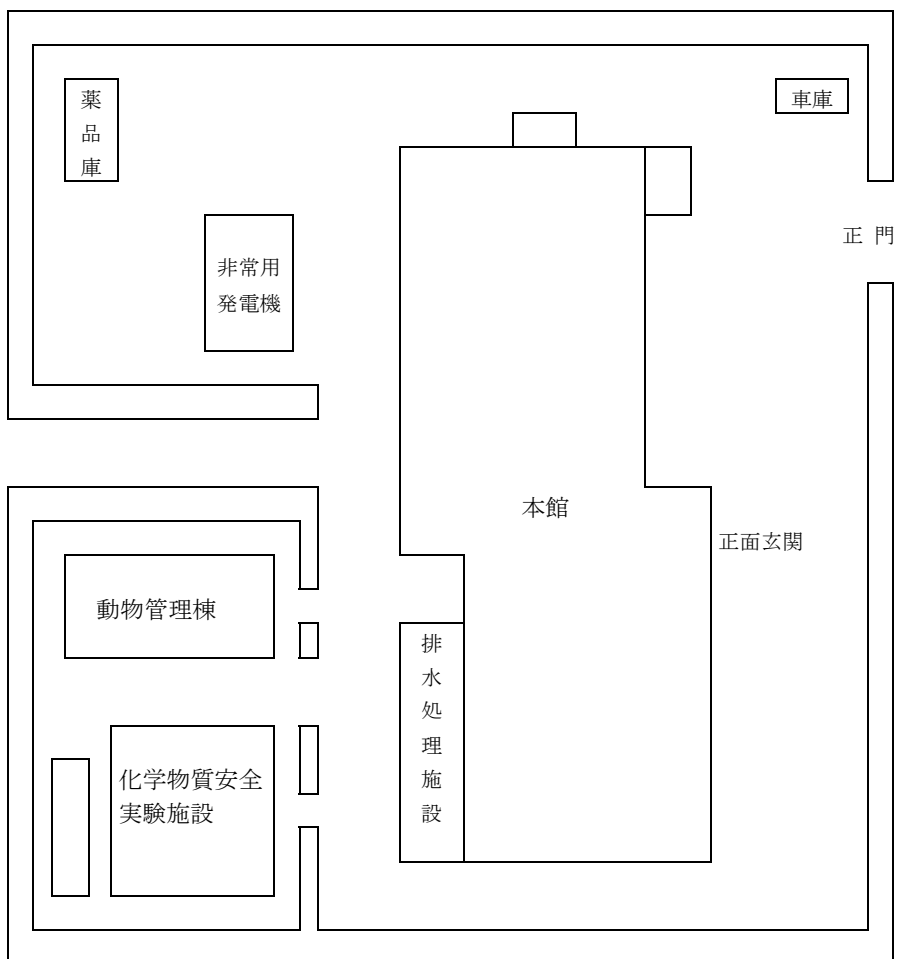 薬品庫
車庫
正 門
非常用
発電機
本館
正面玄関
動物管理棟
排水処理施設
化学物質安全
実験施設